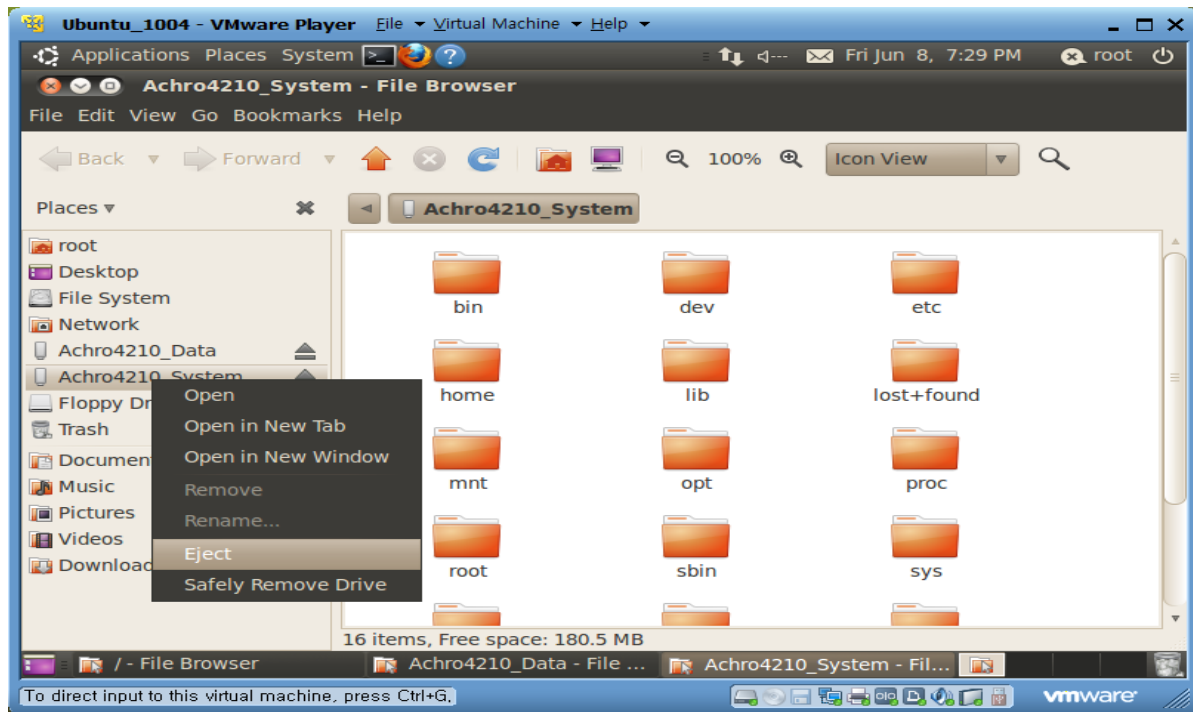 Ubuntu_1004 - VMware Player File Virtual Machine Help
Applications Places System Fri Jun 8, 7:29 PM root
Achro4210_System - File Browser
File Edit View Go Bookmarks Help
Back Forward 100% Icon View
Places Achro4210_System
root
Desktop
File System
Network
Achro4210_Data
Achro4210_System
Floppy Dr
Trash
Documen
Music
Pictures
Videos
Download
Open
Open in New Tab
Open in New Window
Remove
Rename...
Eject
Safely Remove Drive
bin dev etc
home lib lost+found
mnt opt proc
root sbin sys
16 items, Free space: 180.5 MB
/ - File Browser Achro4210_Data - File ... Achro4210_System - Fil...
To direct input to this virtual machine, press Ctrl+G. vmware